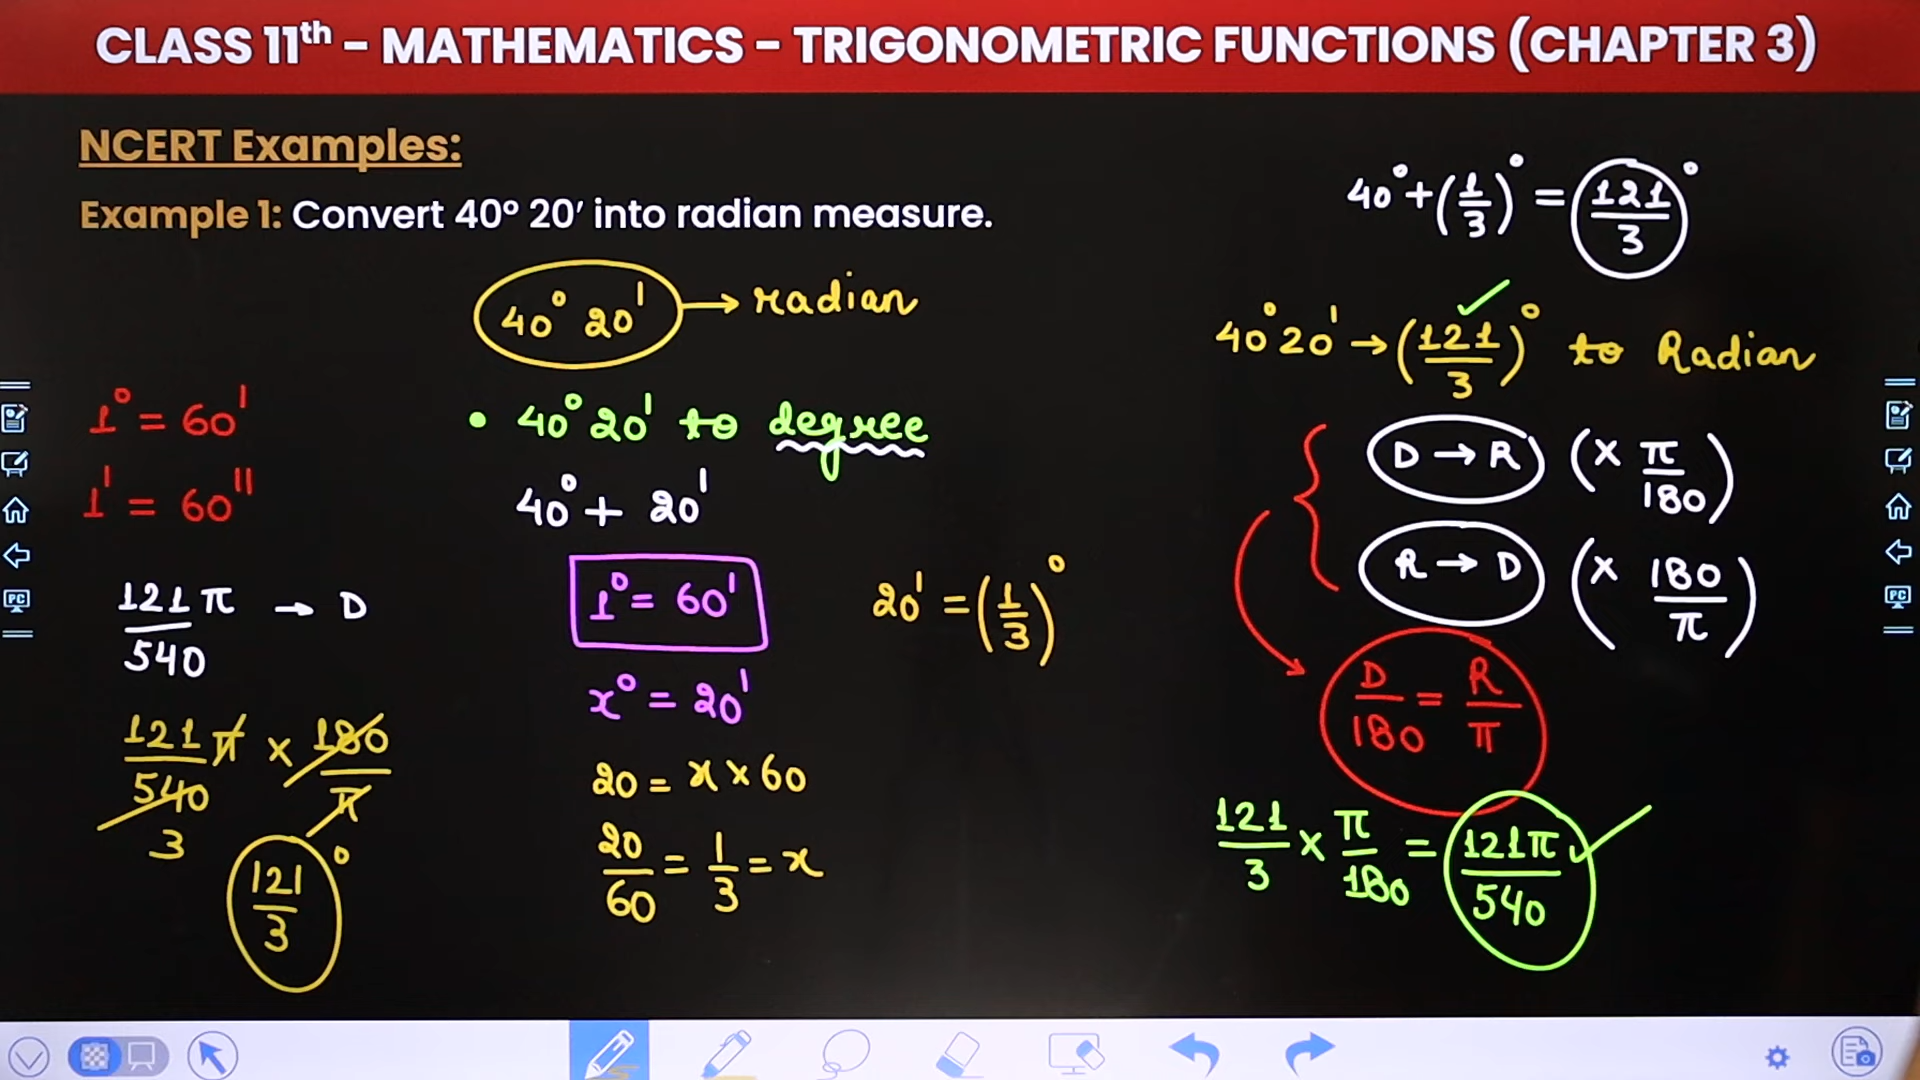 CLASS 11th – MATHEMATICS – TRIGONOMETRIC FUNCTIONS (CHAPTER 3)
NCERT Examples:
Example 1: Convert 40° 20′ into radian measure.
40° 20' → radian
1° = 60'
1' = 60''
• 40° 20' to degree
40° + 20'
1° = 60'
x° = 20'
20 = x × 60
20/60 = 1/3 = x
20' = (1/3)°
121π/540 → D
121π/540 × 180/π
3
121/3°
40° + (1/3)° = 121/3°
40° 20' → (121/3)° to Radian
D → R (× π/180)
R → D (× 180/π)
D/180 = R/π
121/3 × π/180 = 121π/540
PC
PC